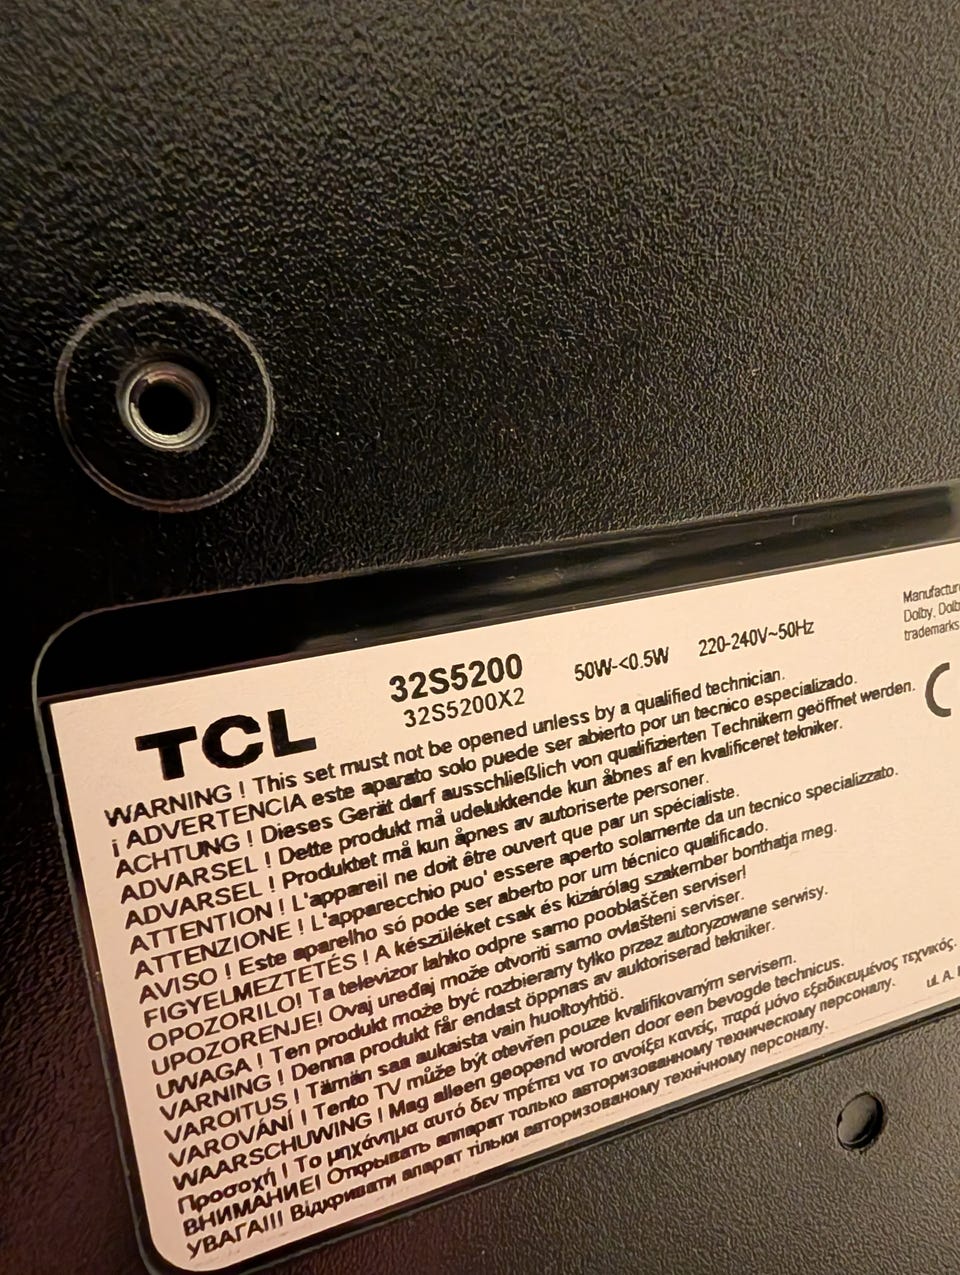 TCL
32S5200
32S5200X2
50W-<0.5W
220-240V~50Hz
Dolby,
trademarks
WARNING ! This set must not be opened unless by a qualified technician.
¡ ADVERTENCIA este aparato solo puede ser abierto por un tecnico especializado.
ACHTUNG ! Dieses Gerät darf ausschließlich von qualifizierten Technikern geöffnet werden.
ADVARSEL ! Dette produkt må udelukkende kun åbnes af en kvalificeret tekniker.
ADVARSEL ! Produktet må kun åpnes av autoriserte personer.
ATTENTION ! L'appareil ne doit être ouvert que par un spécialiste.
ATTENZIONE ! L'apparecchio puo' essere aperto solamente da un tecnico specializzato.
AVISO ! Este aparelho só pode ser aberto por um técnico qualificado.
FIGYELMEZTETÉS ! A készüléket csak és kizárólag szakember bonthatja meg.
OPOZORILO! Ta televizor lahko odpre samo pooblaščen serviser!
UPOZORENJE! Ovaj uređaj može otvoriti samo ovlašteni serviser.
UWAGA ! Ten produkt może być rozbierany tylko przez autoryzowane serwisy.
VARNING ! Denna produkt får endast öppnas av auktoriserad tekniker.
VAROITUS ! Tämän saa aukaista vain huoltoyhtiö.
VAROVÁNÍ ! Tento TV může být otevřen pouze kvalifikovaným servisem.
WAARSCHUWING ! Mag alleen geopend worden door een bevoegde technicus.
Προσοχή ! Το μηχάνημα αυτό δεν πρέπει να το ανοίξει κανείς, παρά μόνο εξειδικευμένος τεχνικός.
ВНИМАНИЕ! Открывать аппарат только авторизованному техническому персоналу.
УВАГА!!! Відкривати апарат тільки авторизованому технічному персоналу.
ul. A.